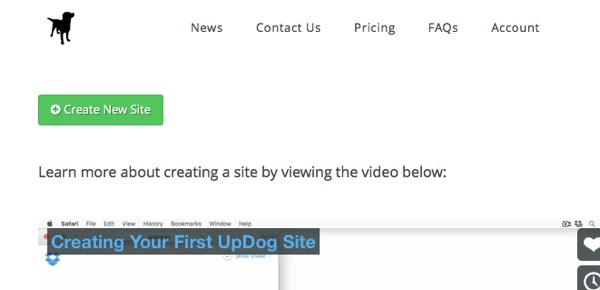 News Contact Us Pricing FAQs Account
Create New Site
Learn more about creating a site by viewing the video below:
Safari File Edit View History Bookmarks Window Help
Creating Your First UpDog Site